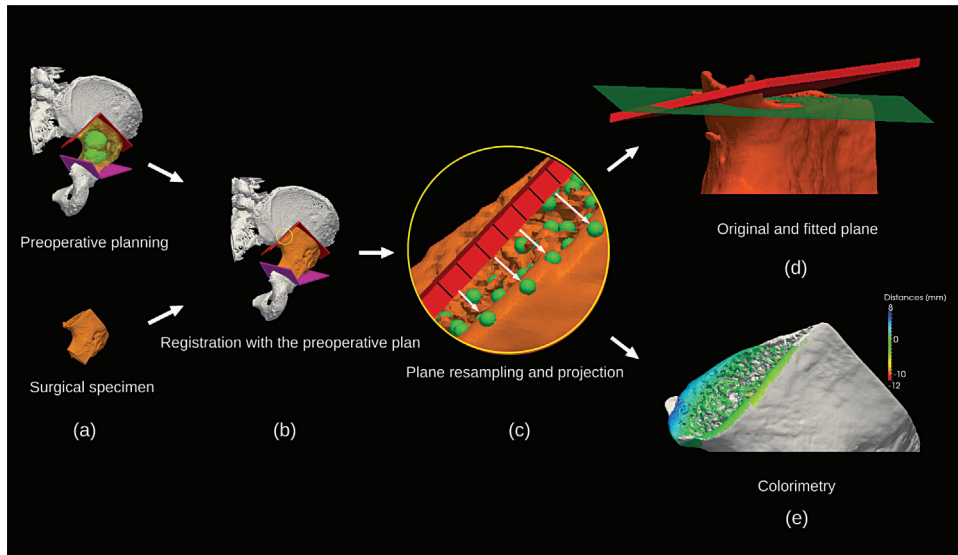 Preoperative planning
Surgical specimen
(a)
Registration with the preoperative plan
(b)
Plane resampling and projection
(c)
Original and fitted plane
(d)
Distances (mm)
8
0
-10
-12
Colorimetry
(e)